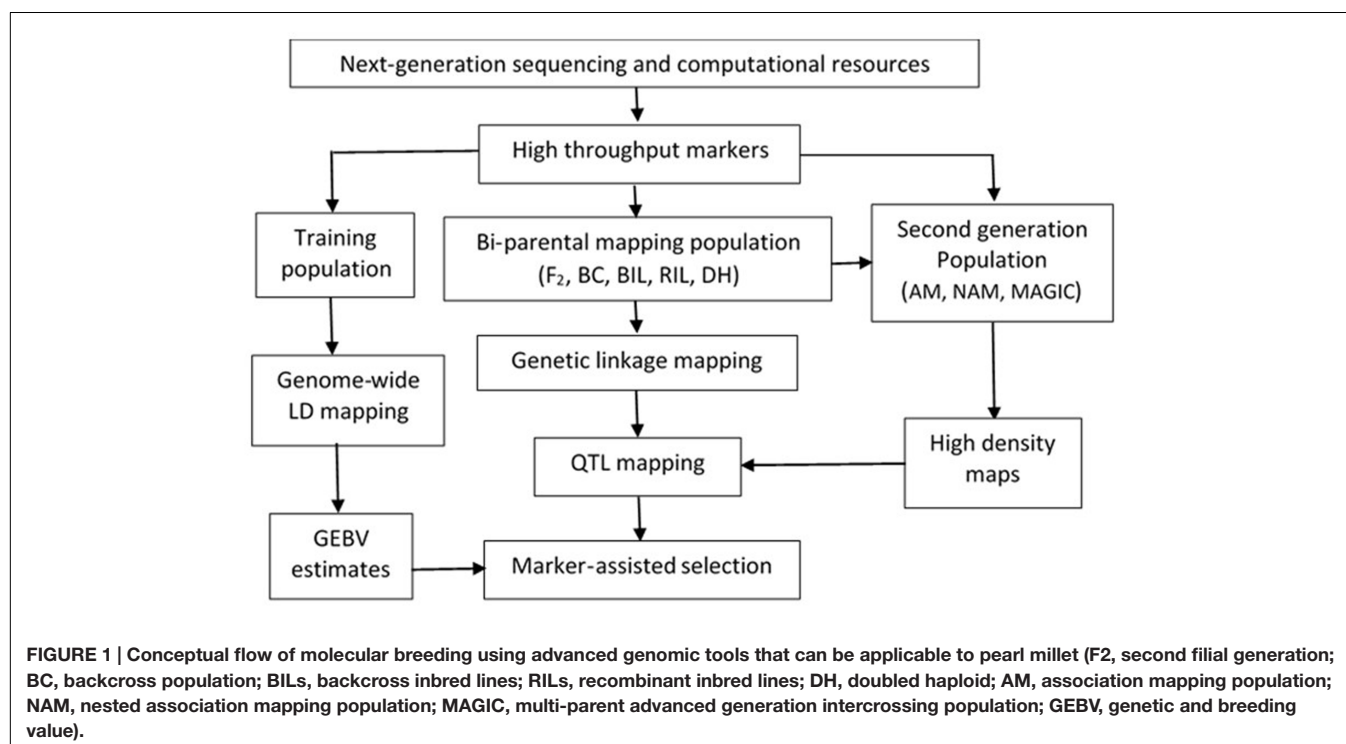 Next-generation sequencing and computational resources
High throughput markers
Training
population
Bi-parental mapping population
(F₂, BC, BIL, RIL, DH)
Second generation
Population
(AM, NAM, MAGIC)
Genetic linkage mapping
Genome-wide
LD mapping
QTL mapping
High density
maps
GEBV
estimates
Marker-assisted selection
FIGURE 1 | Conceptual flow of molecular breeding using advanced genomic tools that can be applicable to pearl millet (F2, second filial generation;
BC, backcross population; BILs, backcross inbred lines; RILs, recombinant inbred lines; DH, doubled haploid; AM, association mapping population;
NAM, nested association mapping population; MAGIC, multi-parent advanced generation intercrossing population; GEBV, genetic and breeding
value).